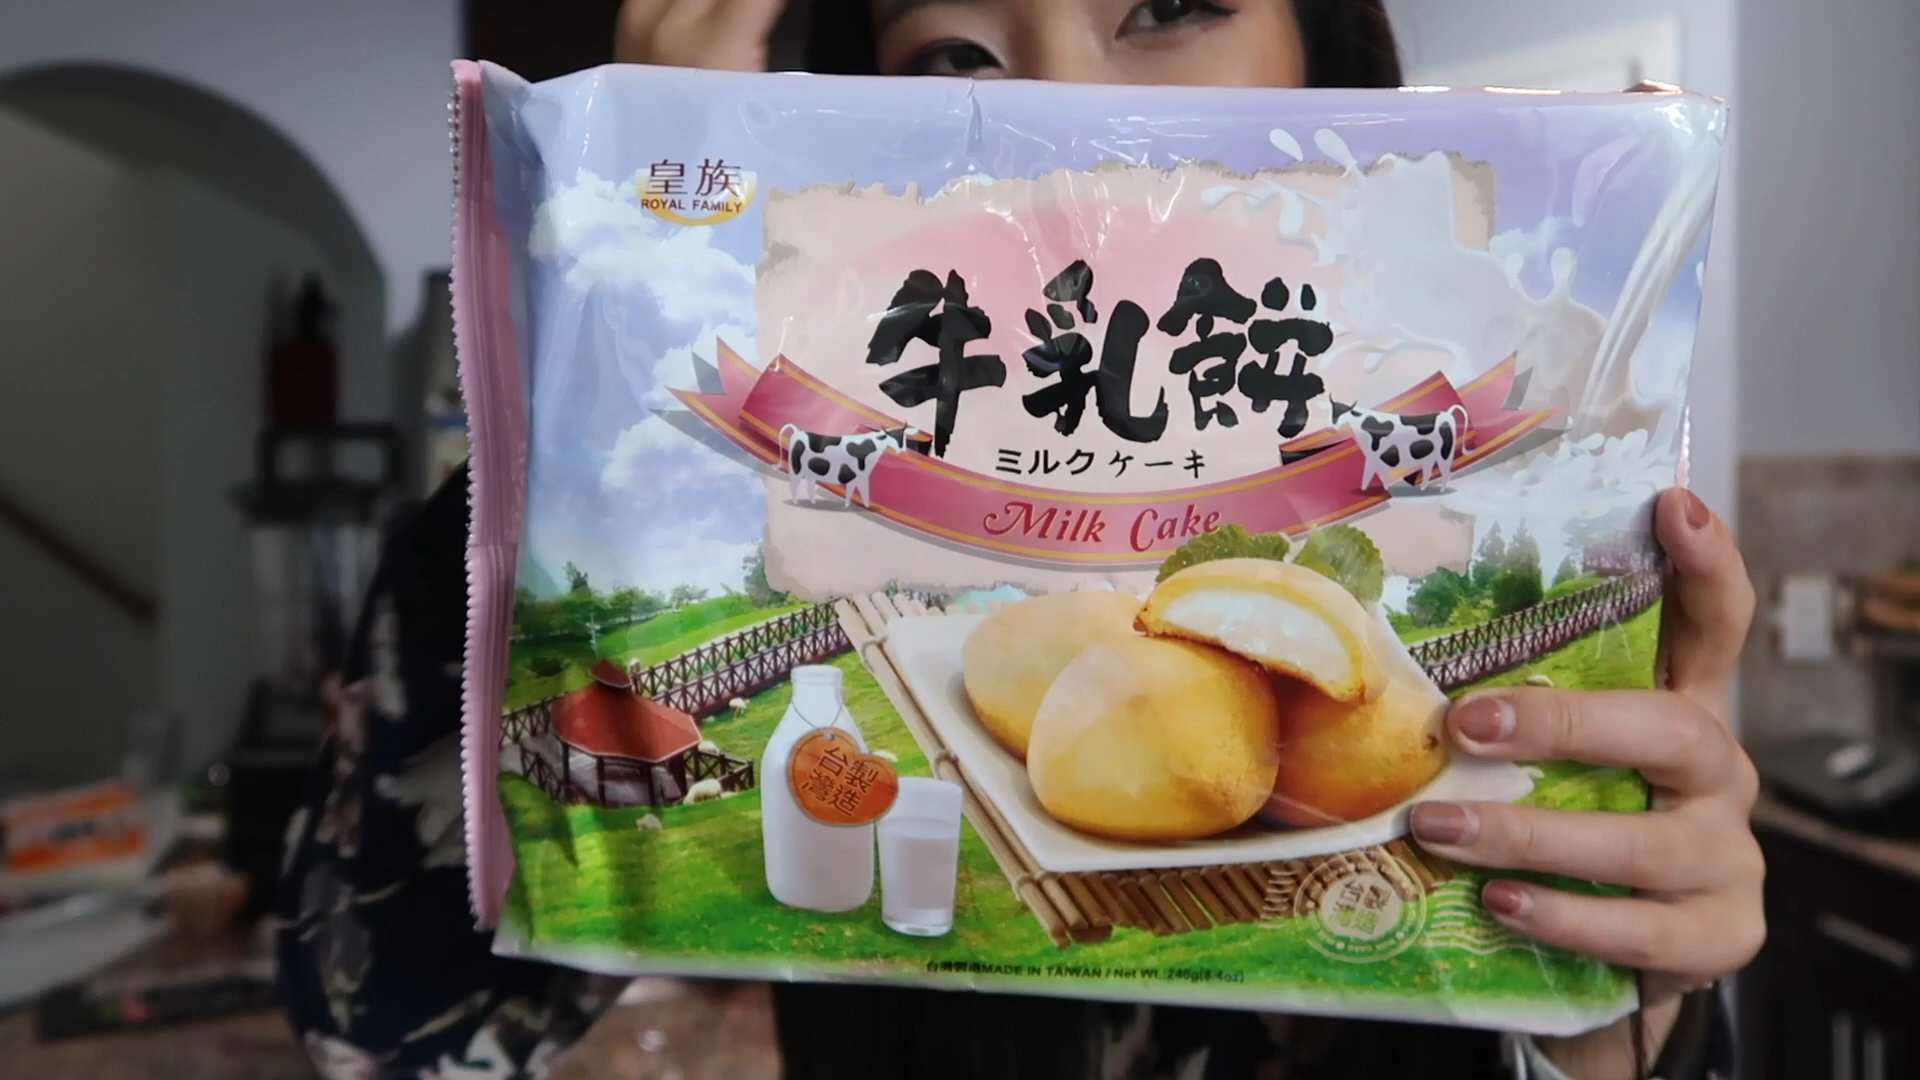 皇族
ROYAL FAMILY
牛乳餅
ミルクケーキ
Milk Cake
台灣
製造
台灣製造MADE IN TAIWAN / Net Wt. 240g(8.4oz)